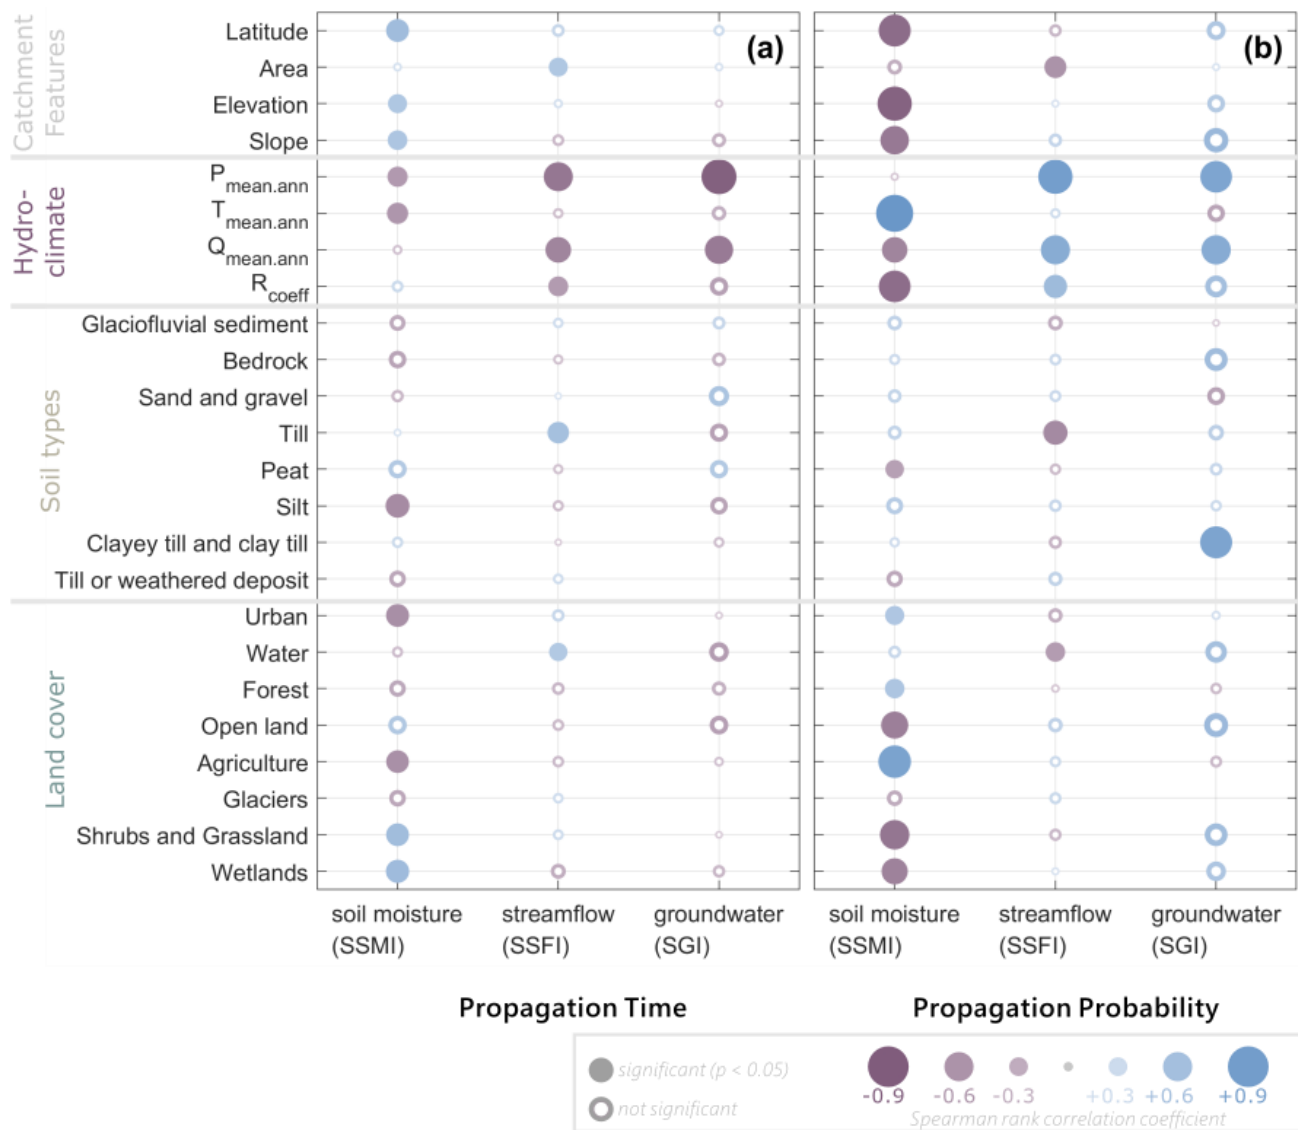 Catchment
Features
Latitude
Area
Elevation
Slope
(a)
(b)
Hydro-
climate
P mean.ann
T mean.ann
Q mean.ann
R coeff
Soil types
Glaciofluvial sediment
Bedrock
Sand and gravel
Till
Peat
Silt
Clayey till and clay till
Till or weathered deposit
Land cover
Urban
Water
Forest
Open land
Agriculture
Glaciers
Shrubs and Grassland
Wetlands
soil moisture
(SSMI)
streamflow
(SSFI)
groundwater
(SGI)
soil moisture
(SSMI)
streamflow
(SSFI)
groundwater
(SGI)
Propagation Time
Propagation Probability
significant (p < 0.05)
not significant
-0.9 -0.6 -0.3 +0.3 +0.6 +0.9
Spearman rank correlation coefficient